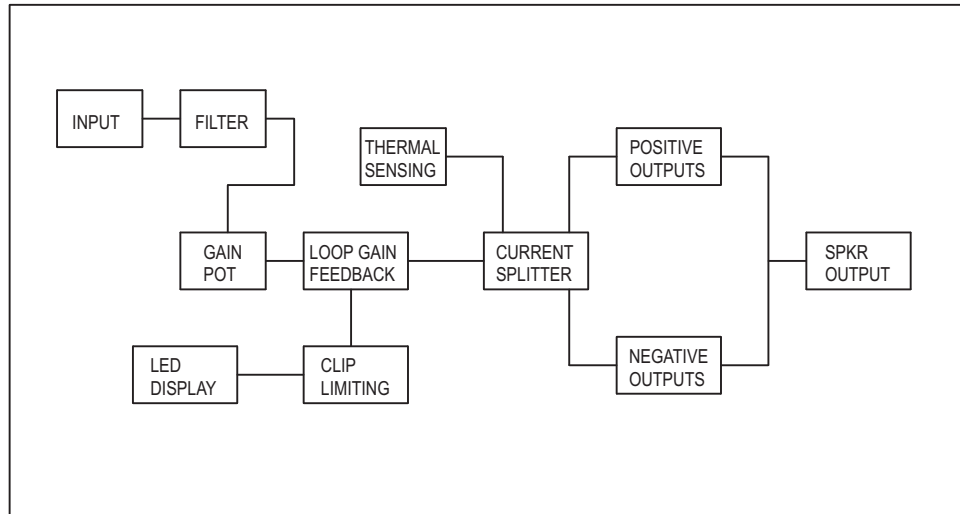 INPUT
FILTER
THERMAL
SENSING
POSITIVE
OUTPUTS
GAIN
POT
LOOP GAIN
FEEDBACK
CURRENT
SPLITTER
SPKR
OUTPUT
LED
DISPLAY
CLIP
LIMITING
NEGATIVE
OUTPUTS